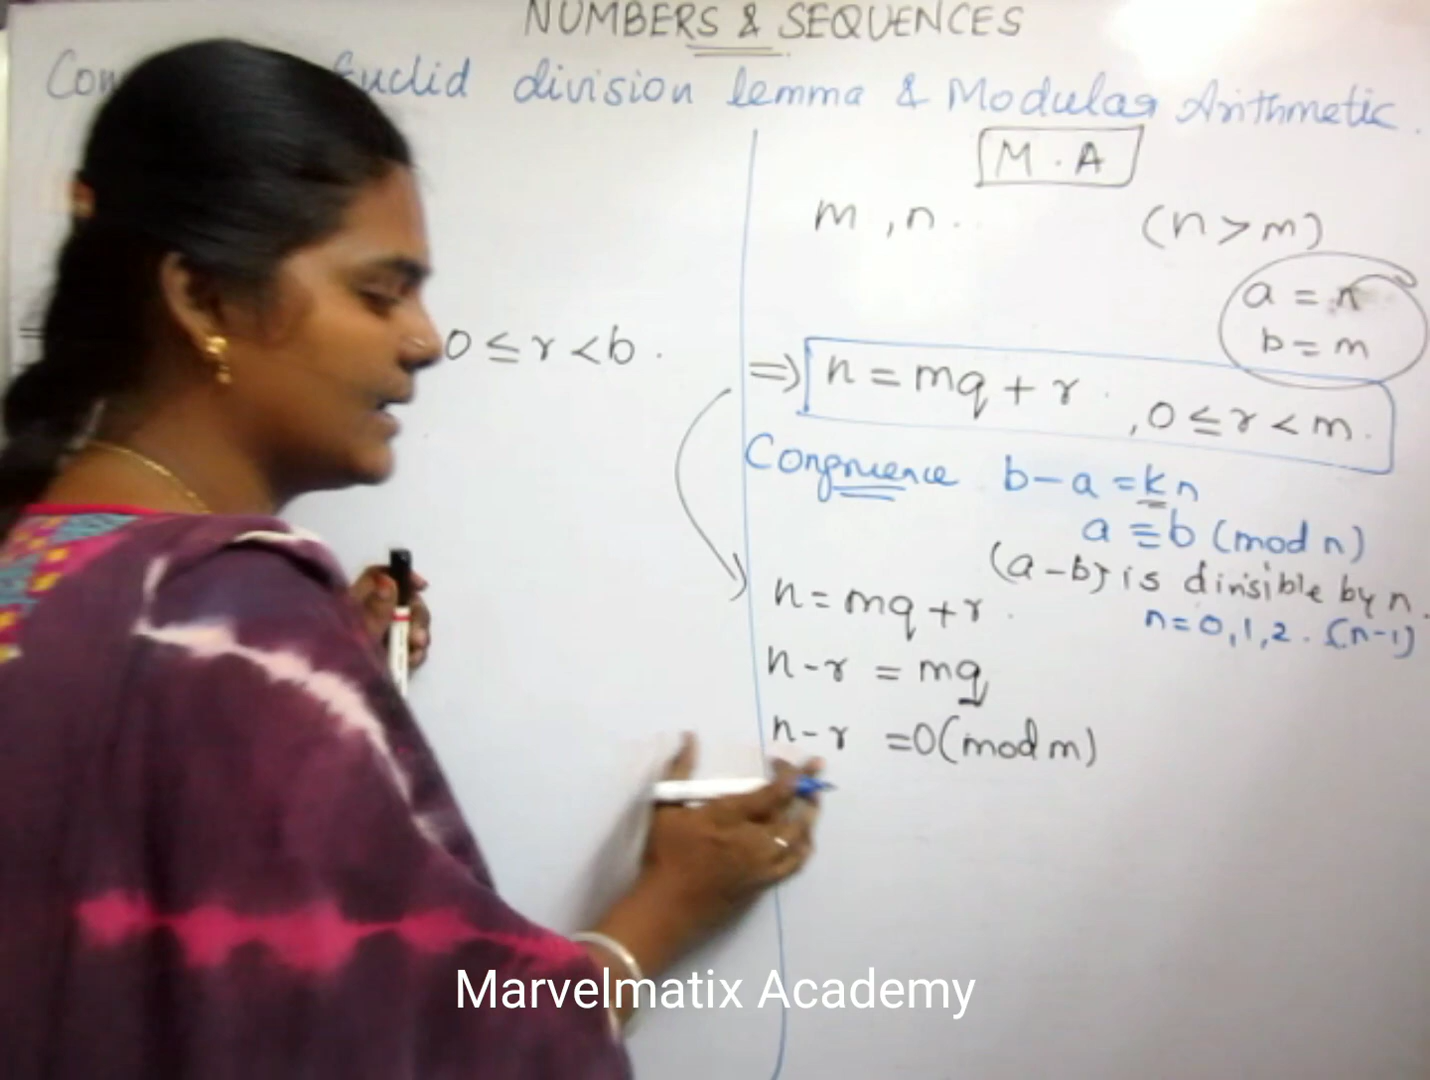 NUMBERS & SEQUENCES
Euclid division lemma & Modular Arithmetic.
M.A
m, n. (n > m)
a = n
b = m
0 ≤ r < b.
⇒ n = mq + r, 0 ≤ r < m.
Congruence b - a = kn
a ≡ b (mod n)
(a - b) is divisible by n.
n = 0, 1, 2. (n-1)
n = mq + r.
n - r = mq
n - r = 0 (mod m)
Marvelmatix Academy